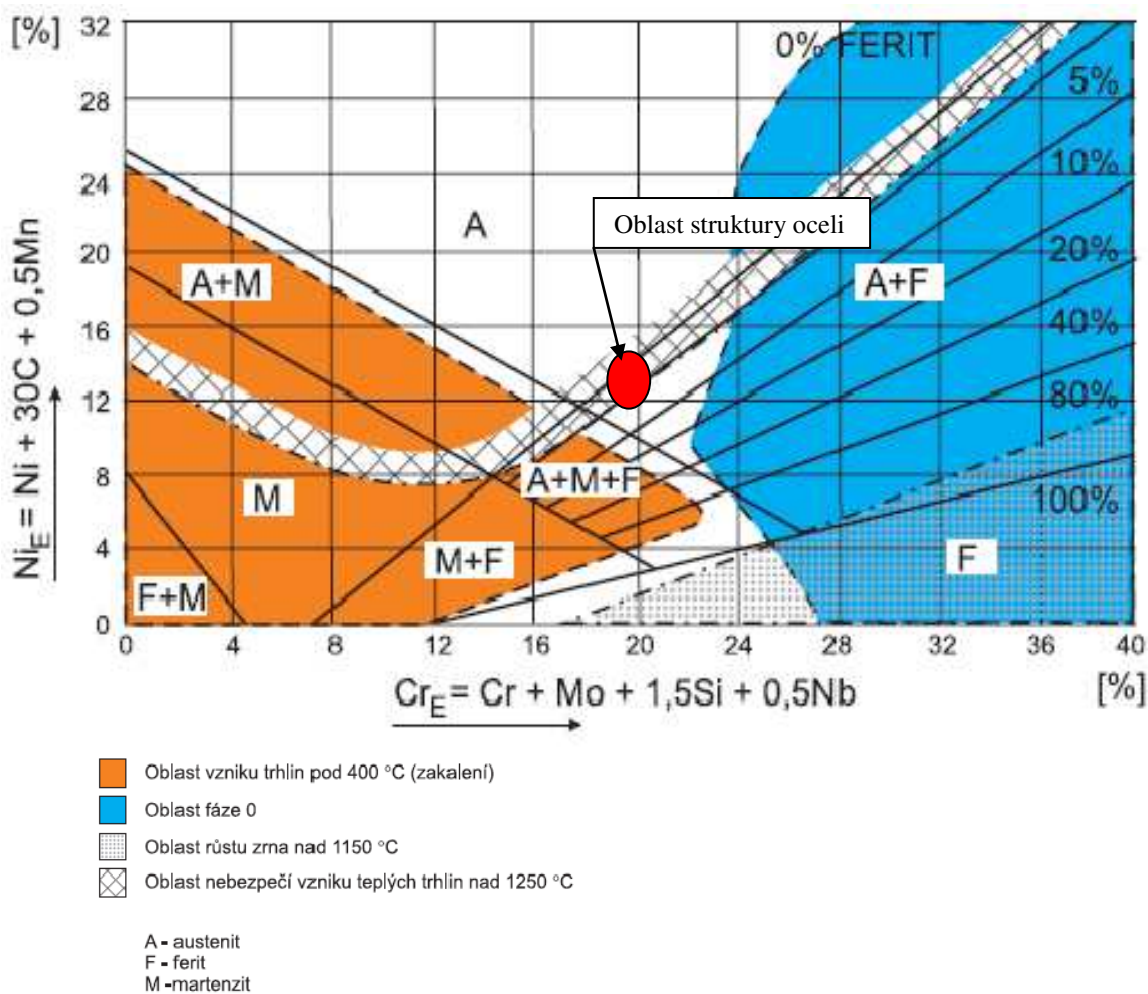 [%]
32
28
24
20
16
12
8
4
0
Ni_E = Ni + 30C + 0,5Mn
0% FERIT
5%
10%
20%
40%
80%
100%
A
Oblast struktury oceli
A+M
A+F
M
A+M+F
M+F
F+M
F
0 4 8 12 16 20 24 28 32 36 40
Cr_E = Cr + Mo + 1,5Si + 0,5Nb
[%]
Oblast vzniku trhlin pod 400 °C (zakalení)
Oblast fáze 0
Oblast růstu zrna nad 1150 °C
Oblast nebezpečí vzniku teplých trhlin nad 1250 °C
A - austenit
F - ferit
M -martenzit